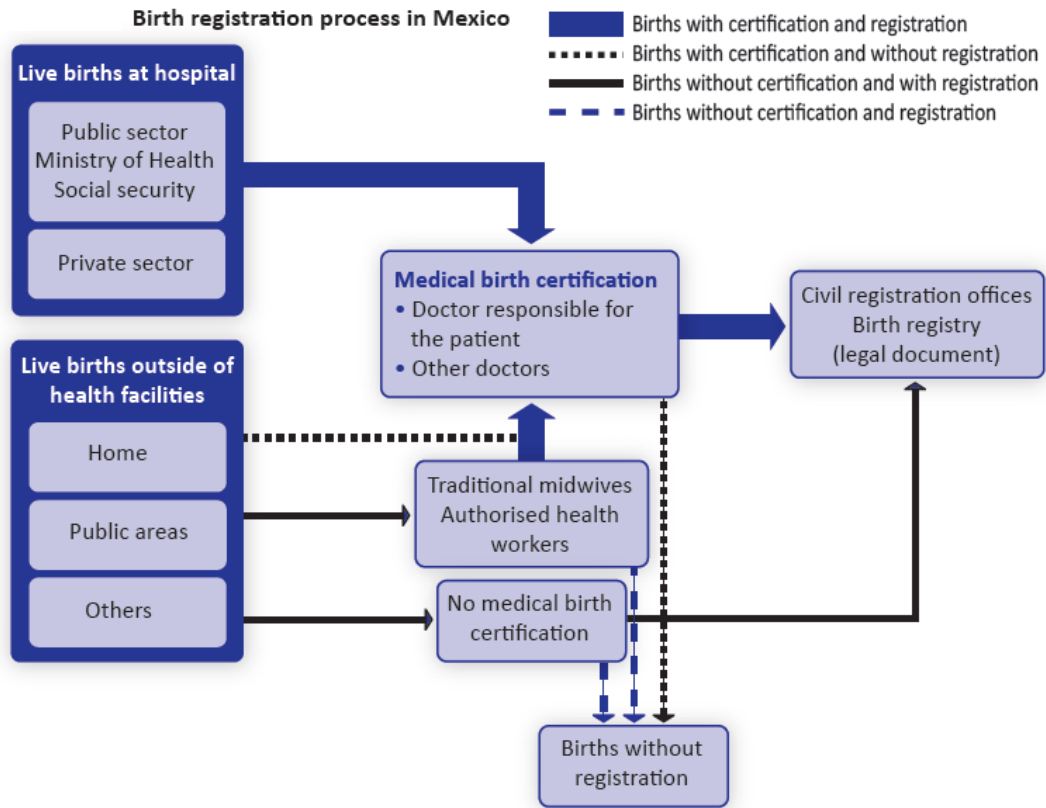 Birth registration process in Mexico
Births with certification and registration
Births with certification and without registration
Births without certification and with registration
Births without certification and registration
Live births at hospital
Public sector
Ministry of Health
Social security
Private sector
Medical birth certification
• Doctor responsible for
the patient
• Other doctors
Civil registration offices
Birth registry
(legal document)
Live births outside of
health facilities
Home
Public areas
Others
Traditional midwives
Authorised health
workers
No medical birth
certification
Births without
registration